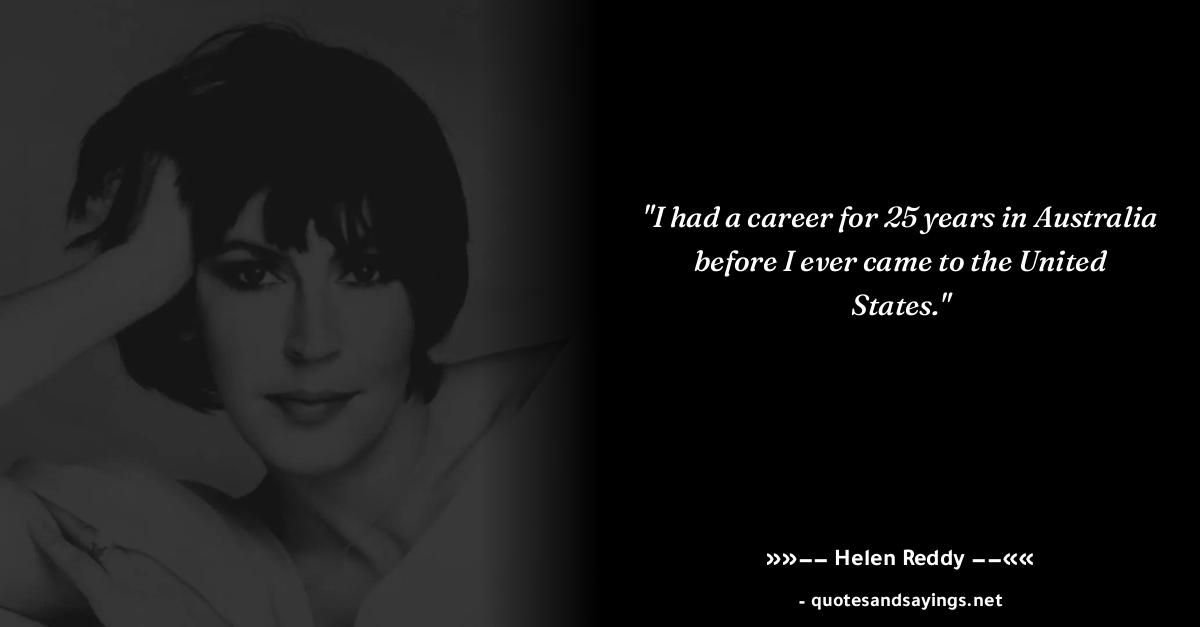 "I had a career for 25 years in Australia
before I ever came to the United
States."
»»–– Helen Reddy ––««
- quotesandsayings.net